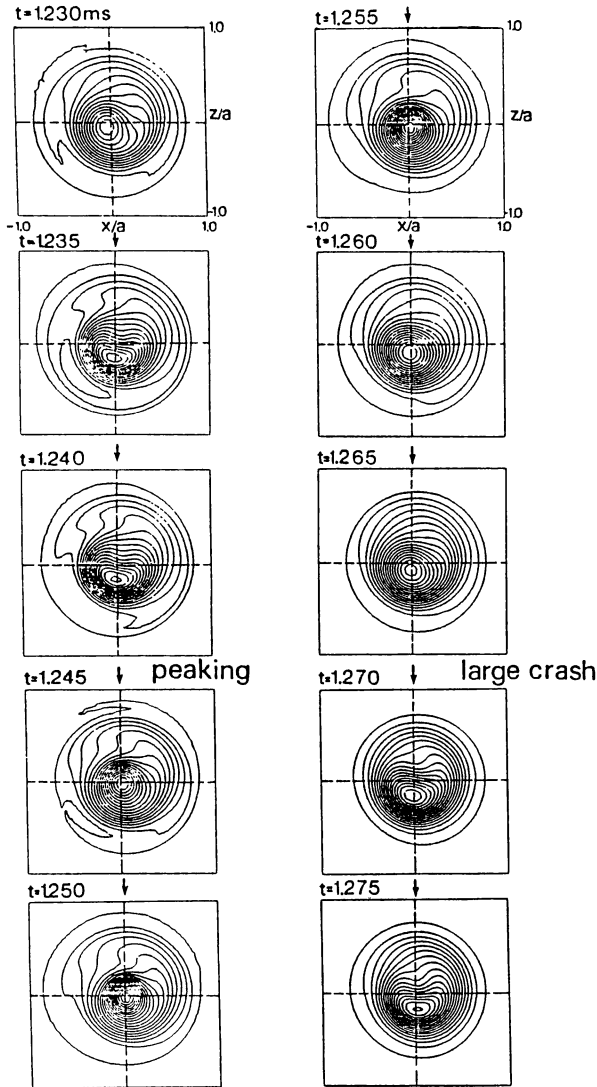 t=1.230ms
1.0
z/a
-1.0
-1.0
x/a
1.0
t=1.235
t=1.240
peaking
t=1.245
t=1.250
t=1.255
1.0
z/a
-1.0
-1.0
x/a
1.0
t=1.260
t=1.265
large crash
t=1.270
t=1.275